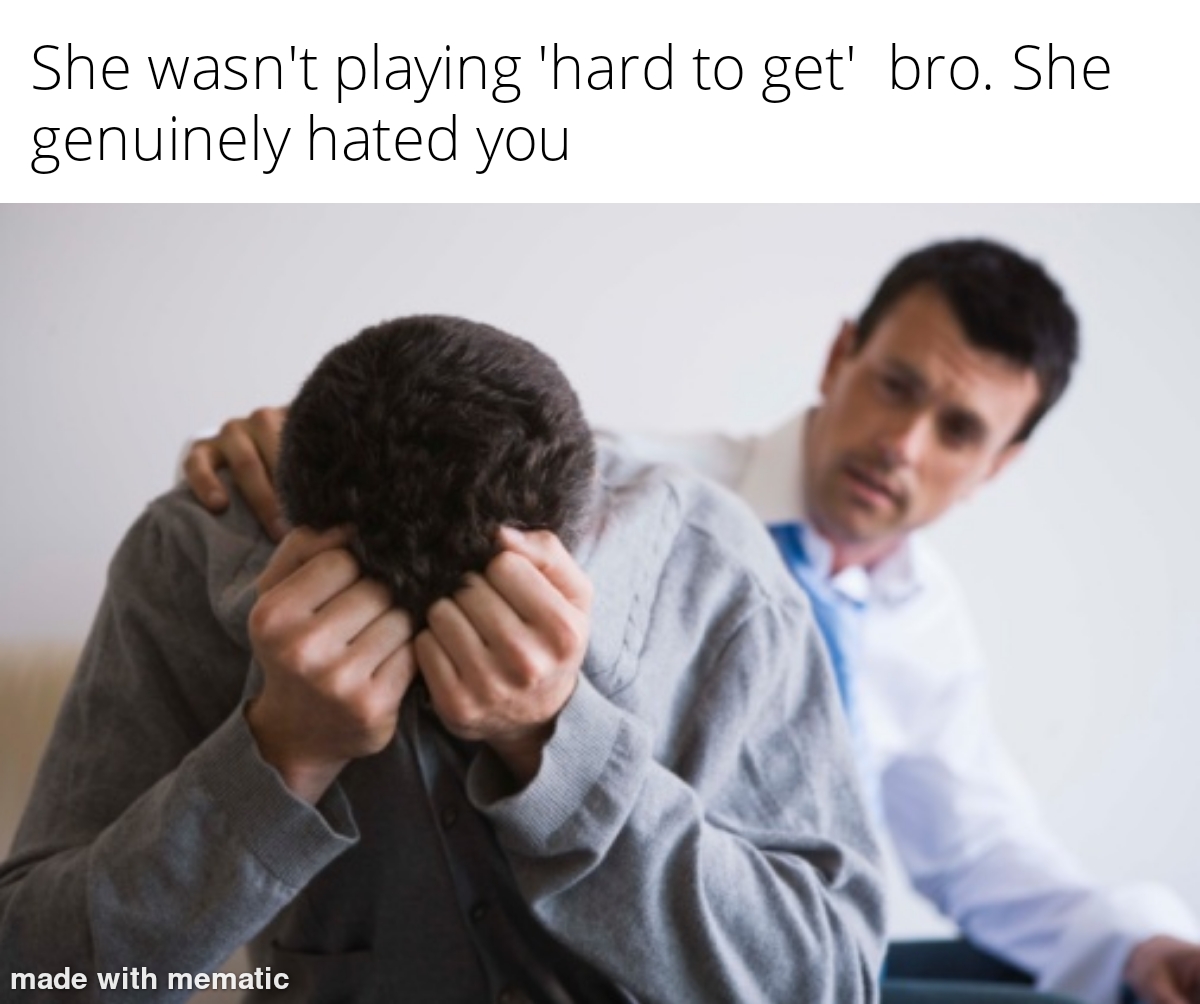 She wasn't playing 'hard to get'  bro. She
genuinely hated you
made with mematic